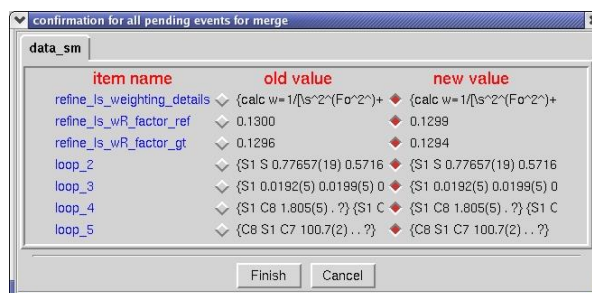 confirmation for all pending events for merge
data_sm
item name old value new value
refine_ls_weighting_details {calc w=1/[\s^2^(Fo^2^)+ {calc w=1/[\s^2^(Fo^2^)+
refine_ls_wR_factor_ref 0.1300 0.1299
refine_ls_wR_factor_gt 0.1296 0.1294
loop_2 {S1 S 0.77657(19) 0.5716 {S1 S 0.77657(19) 0.5716
loop_3 {S1 0.0192(5) 0.0199(5) 0 {S1 0.0192(5) 0.0199(5) 0
loop_4 {S1 C8 1.805(5) . ?} {S1 C {S1 C8 1.805(5) . ?} {S1 C
loop_5 {C8 S1 C7 100.7(2) . . ?} {C8 S1 C7 100.7(2) . . ?}
Finish Cancel